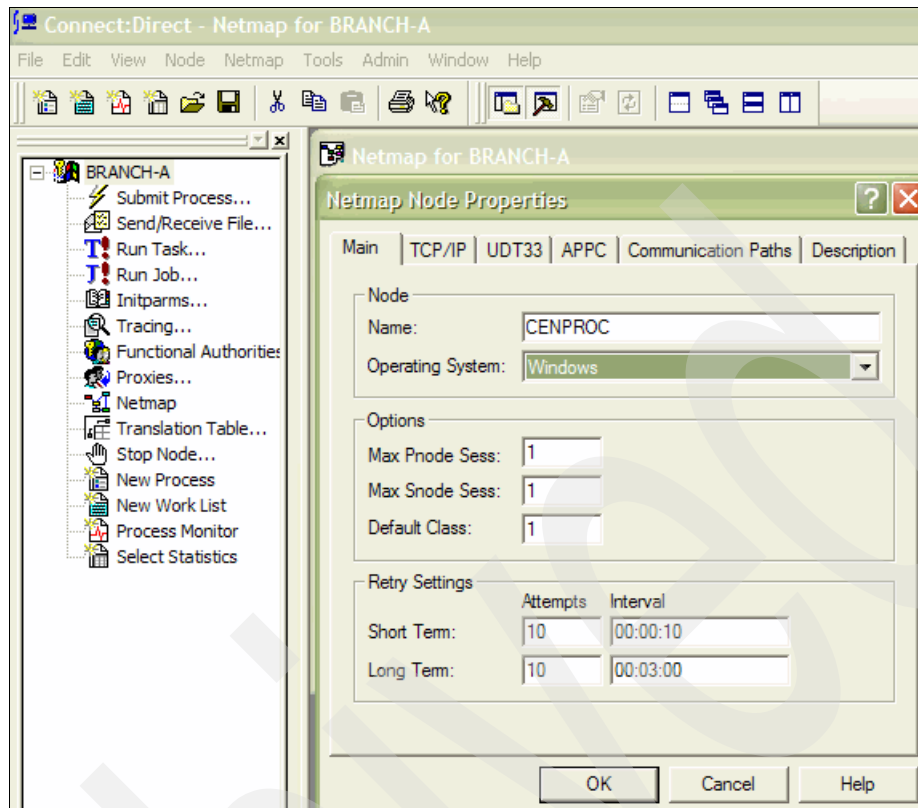 Connect:Direct - Netmap for BRANCH-A
File Edit View Node Netmap Tools Admin Window Help
BRANCH-A
Submit Process...
Send/Receive File...
Run Task...
Run Job...
Initparms...
Tracing...
Functional Authorities
Proxies...
Netmap
Translation Table...
Stop Node...
New Process
New Work List
Process Monitor
Select Statistics
Netmap for BRANCH-A
Netmap Node Properties
Main TCP/IP UDT33 APPC Communication Paths Description
Node
Name: CENPROC
Operating System: Windows
Options
Max Pnode Sess: 1
Max Snode Sess: 1
Default Class: 1
Retry Settings
Attempts Interval
Short Term: 10 00:00:10
Long Term: 10 00:03:00
OK Cancel Help